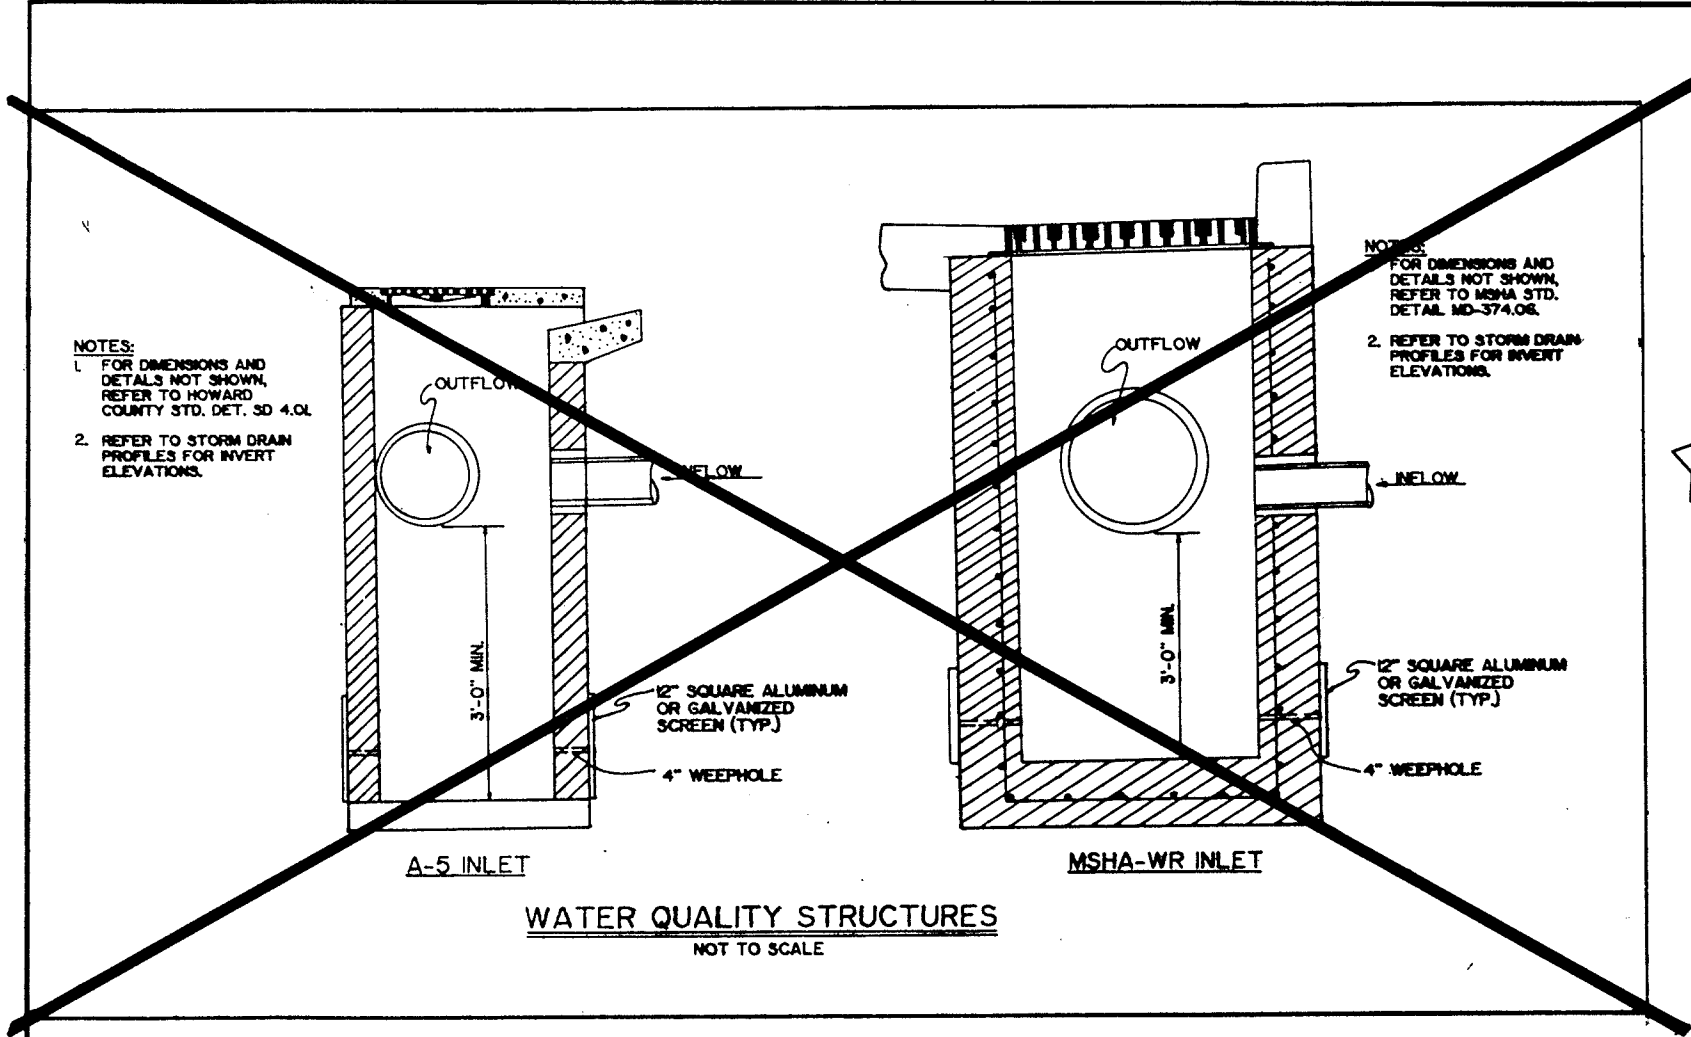 NOTES:
1. FOR DIMENSIONS AND
DETALS NOT SHOWN,
REFER TO HOWARD
COUNTY STD. DET. SD 4.01.
2. REFER TO STORM DRAIN
PROFILES FOR INVERT
ELEVATIONS.
OUTFLOW
INFLOW
3'-0" MIN.
12" SQUARE ALUMINUM
OR GALVANIZED
SCREEN (TYP.)
4" WEEPHOLE
A-5 INLET
NOTES:
FOR DIMENSIONS AND
DETAILS NOT SHOWN,
REFER TO MSHA STD.
DETAIL MD-374.06.
2. REFER TO STORM DRAIN
PROFILES FOR INVERT
ELEVATIONS.
OUTFLOW
INFLOW
3'-0" MIN.
12" SQUARE ALUMINUM
OR GALVANIZED
SCREEN (TYP.)
4" WEEPHOLE
MSHA-WR INLET
WATER QUALITY STRUCTURES
NOT TO SCALE